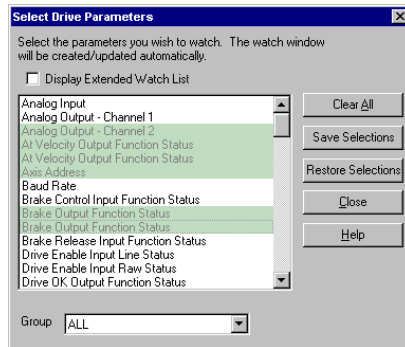 Select Drive Parameters
Select the parameters you wish to watch. The watch window
will be created/updated automatically.
Display Extended Watch List
Analog Input
Analog Output - Channel 1
Analog Output - Channel 2
At Velocity Output Function Status
At Velocity Output Function Status
Axis Address
Baud Rate
Brake Control Input Function Status
Brake Output Function Status
Brake Output Function Status
Brake Release Input Function Status
Drive Enable Input Line Status
Drive Enable Input Raw Status
Drive OK Output Function Status
Clear All
Save Selections
Restore Selections
Close
Help
Group ALL